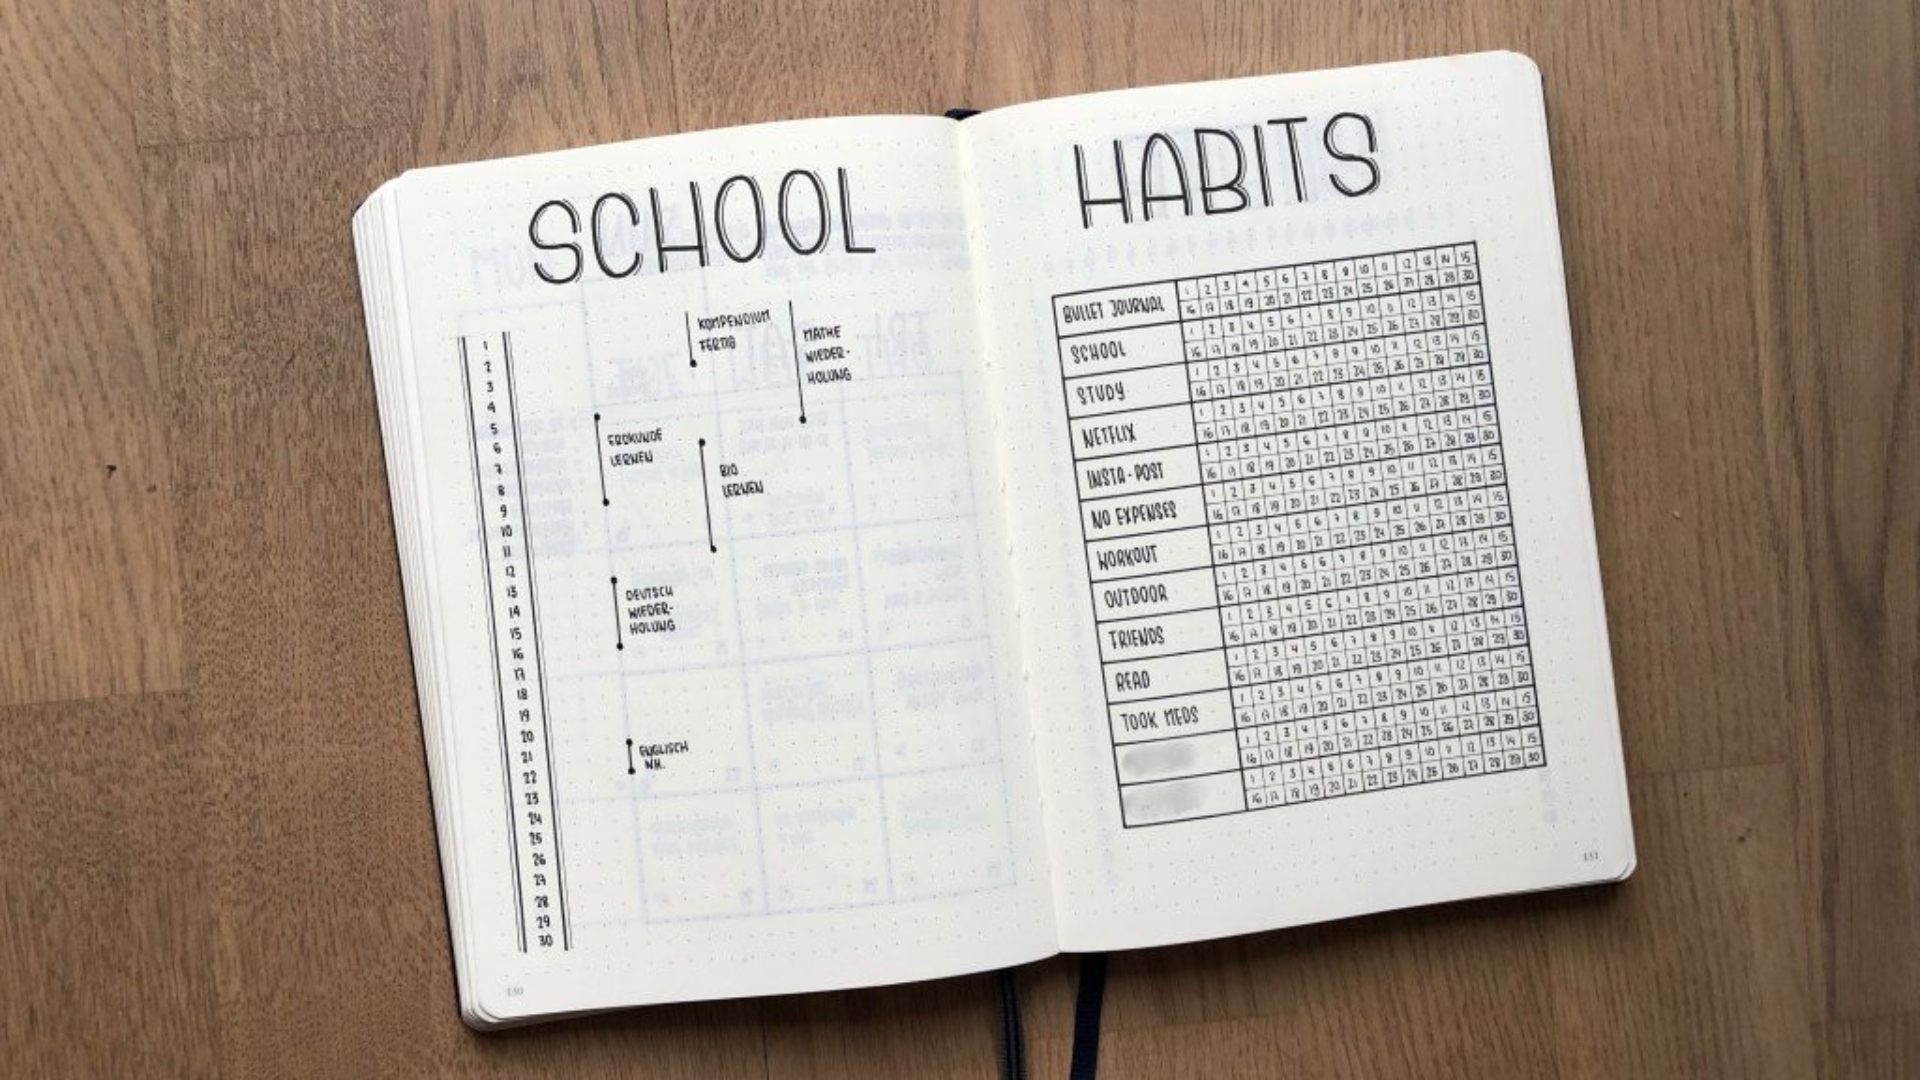 SCHOOL
1
2
3
4
5
6
7
8
9
10
11
12
13
14
15
16
17
18
19
20
21
22
23
24
25
26
27
28
29
30
KOMPENDIUM
FERTIG
MATHE
WIEDER-
HOLUNG
ERDKUNDE
LERNEN
BIO
LERNEN
DEUTSCH
WIEDER-
HOLUNG
ENGLISCH
NH.
150
HABITS
BULLET JOURNAL 1 2 3 4 5 6 7 8 9 10 11 12 13 14 15
16 17 18 19 20 21 22 23 24 25 26 27 28 29 30
SCHOOL 1 2 3 4 5 6 7 8 9 10 11 12 13 14 15
16 17 18 19 20 21 22 23 24 25 26 27 28 29 30
STUDY 1 2 3 4 5 6 7 8 9 10 11 12 13 14 15
16 17 18 19 20 21 22 23 24 25 26 27 28 29 30
NETFLIX 1 2 3 4 5 6 7 8 9 10 11 12 13 14 15
16 17 18 19 20 21 22 23 24 25 26 27 28 29 30
INSTA-POST 1 2 3 4 5 6 7 8 9 10 11 12 13 14 15
16 17 18 19 20 21 22 23 24 25 26 27 28 29 30
NO EXPENSES 1 2 3 4 5 6 7 8 9 10 11 12 13 14 15
16 17 18 19 20 21 22 23 24 25 26 27 28 29 30
WORKOUT 1 2 3 4 5 6 7 8 9 10 11 12 13 14 15
16 17 18 19 20 21 22 23 24 25 26 27 28 29 30
OUTDOOR 1 2 3 4 5 6 7 8 9 10 11 12 13 14 15
16 17 18 19 20 21 22 23 24 25 26 27 28 29 30
FRIENDS 1 2 3 4 5 6 7 8 9 10 11 12 13 14 15
16 17 18 19 20 21 22 23 24 25 26 27 28 29 30
READ 1 2 3 4 5 6 7 8 9 10 11 12 13 14 15
16 17 18 19 20 21 22 23 24 25 26 27 28 29 30
TOOK MEDS 1 2 3 4 5 6 7 8 9 10 11 12 13 14 15
16 17 18 19 20 21 22 23 24 25 26 27 28 29 30
1 2 3 4 5 6 7 8 9 10 11 12 13 14 15
16 17 18 19 20 21 22 23 24 25 26 27 28 29 30
1 2 3 4 5 6 7 8 9 10 11 12 13 14 15
16 17 18 19 20 21 22 23 24 25 26 27 28 29 30
151